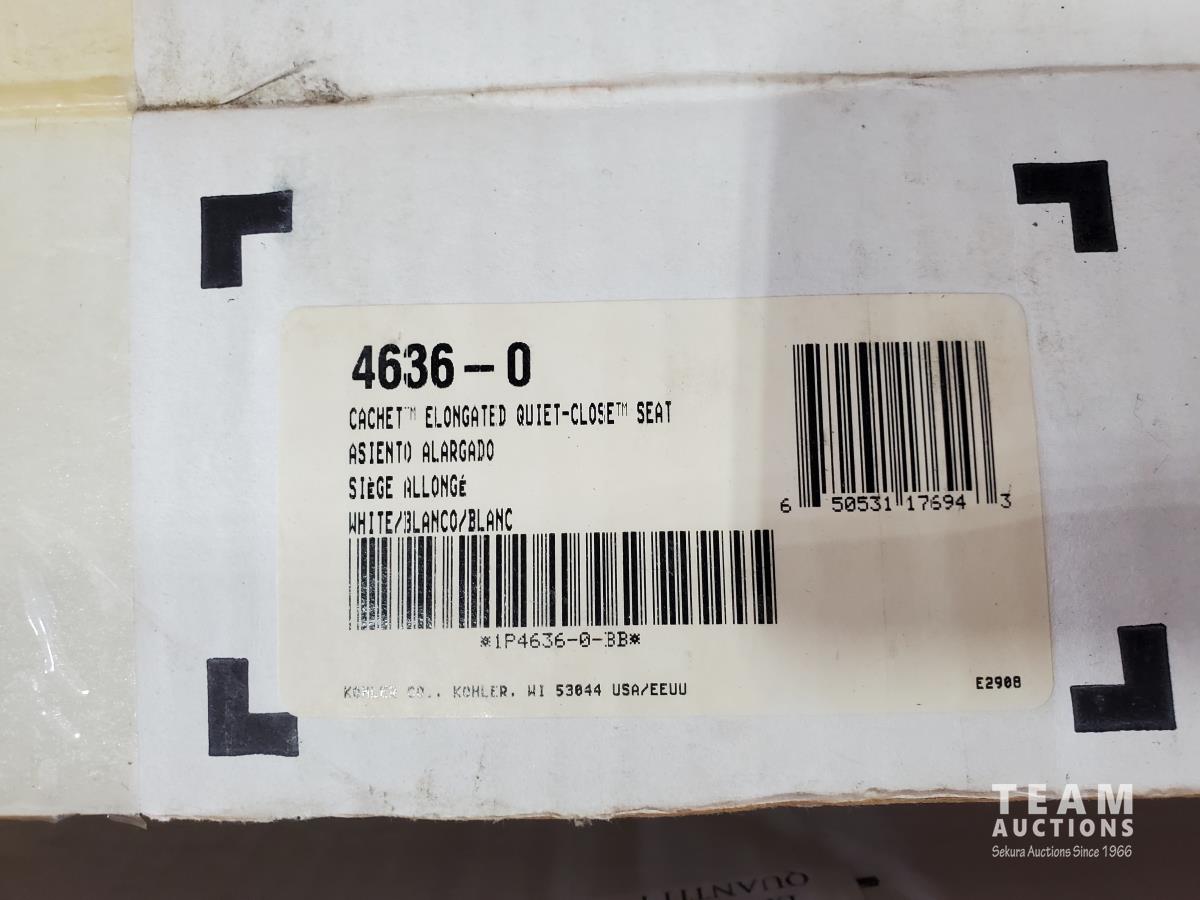 4636-0
CACHET™ ELONGATED QUIET-CLOSE™ SEAT
ASIENTO ALARGADO
SIÈGE ALLONGÉ
WHITE/BLANCO/BLANC
*1P4636-0-BB*
KOHLER CO., KOHLER, WI 53044 USA/EEUU
6 50531 17694 3
E2908
TEAM
AUCTIONS
Sekura Auctions Since 1966
QUANTIT